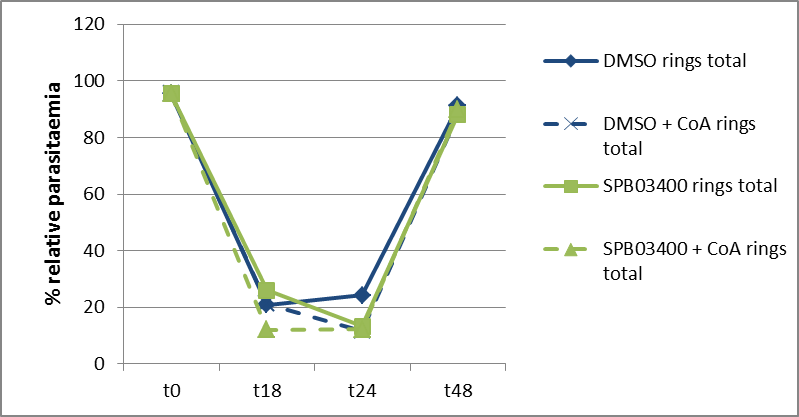 120
100
80
60
40
20
0
% relative parasitaemia
t0 t18 t24 t48
DMSO rings total
DMSO + CoA rings
total
SPB03400 rings total
SPB03400 + CoA rings
total